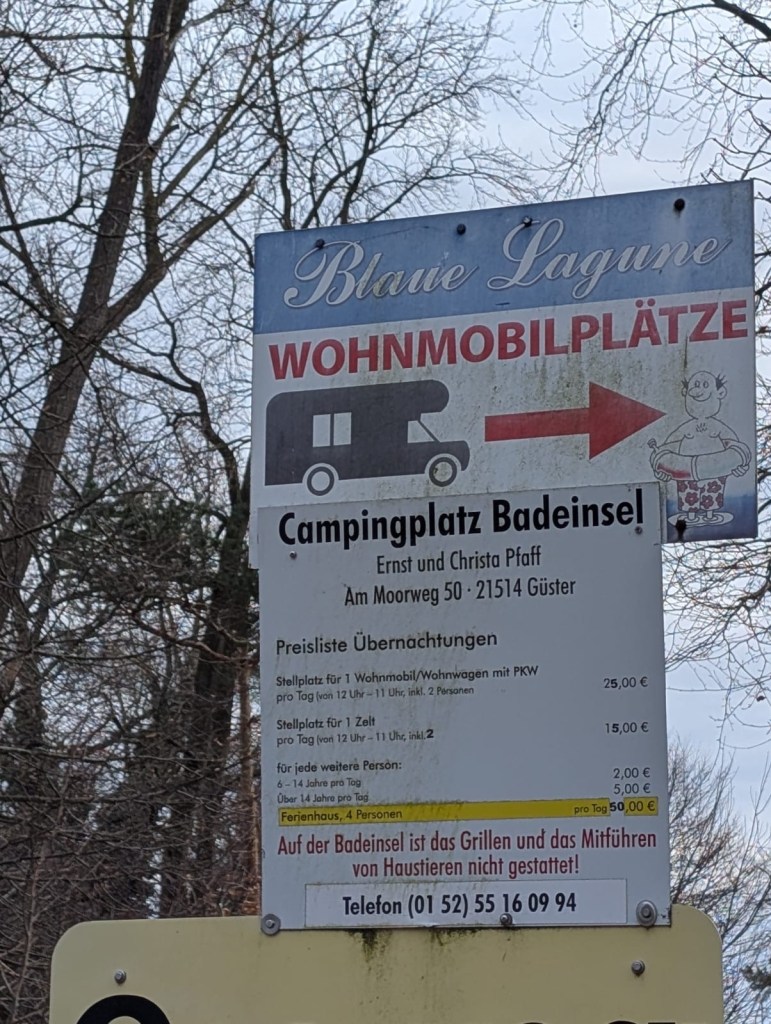 Blaue Lagune
WOHNMOBILPLÄTZE
Campingplatz Badeinsel
Ernst und Christa Pfaff
Am Moorweg 50 · 21514 Güster
Preisliste Übernachtungen
Stellplatz für 1 Wohnmobil/Wohnwagen mit PKW
pro Tag (von 12 Uhr – 11 Uhr, inkl. 2 Personen 25,00 €
Stellplatz für 1 Zelt
pro Tag (von 12 Uhr – 11 Uhr, inkl. 2 15,00 €
für jede weitere Person:
6 – 14 Jahre pro Tag 2,00 €
Über 14 Jahre pro Tag 5,00 €
Ferienhaus, 4 Personen pro Tag 50,00 €
Auf der Badeinsel ist das Grillen und das Mitführen
von Haustieren nicht gestattet!
Telefon (01 52) 55 16 09 94